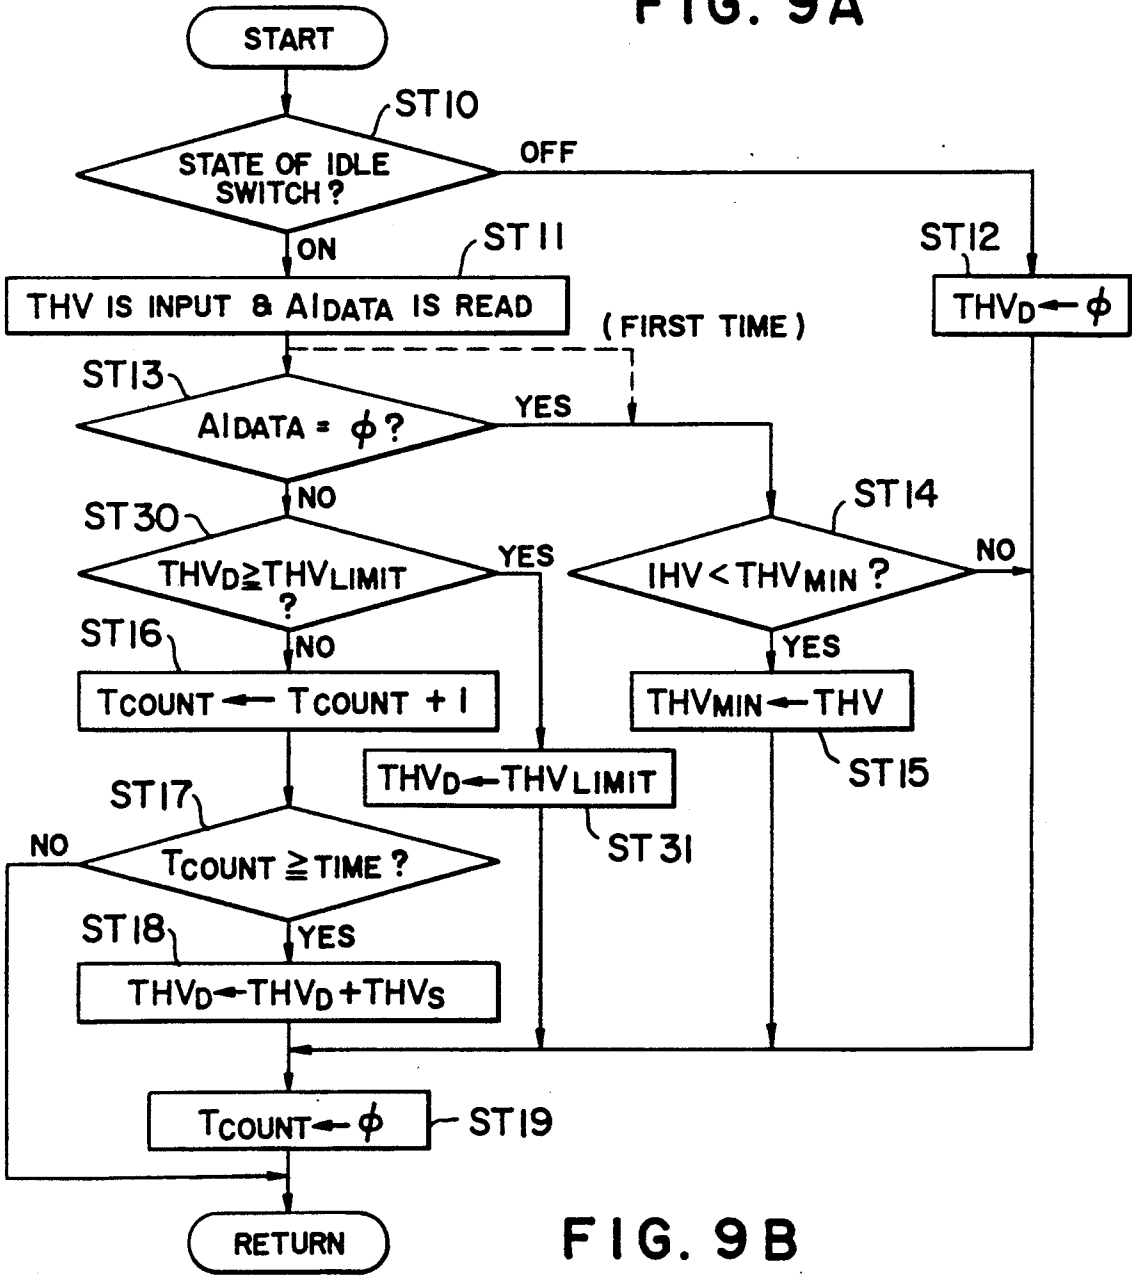 FIG. 9A
START
ST10
STATE OF IDLE
SWITCH?
OFF
ON
ST11
ST12
THV IS INPUT & AIDATA IS READ
THVD ← ϕ
(FIRST TIME)
ST13
AIDATA = ϕ?
YES
NO
ST30
ST14
THVD ≧ THVLIMIT
?
YES
IHV < THVMIN ?
NO
ST16
NO
YES
TCOUNT ← TCOUNT + 1
THVMIN ← THV
ST15
THVD ← THVLIMIT
ST31
ST17
NO
TCOUNT ≧ TIME ?
ST18
YES
THVD ← THVD + THVS
TCOUNT ← ϕ
ST19
RETURN
FIG. 9B